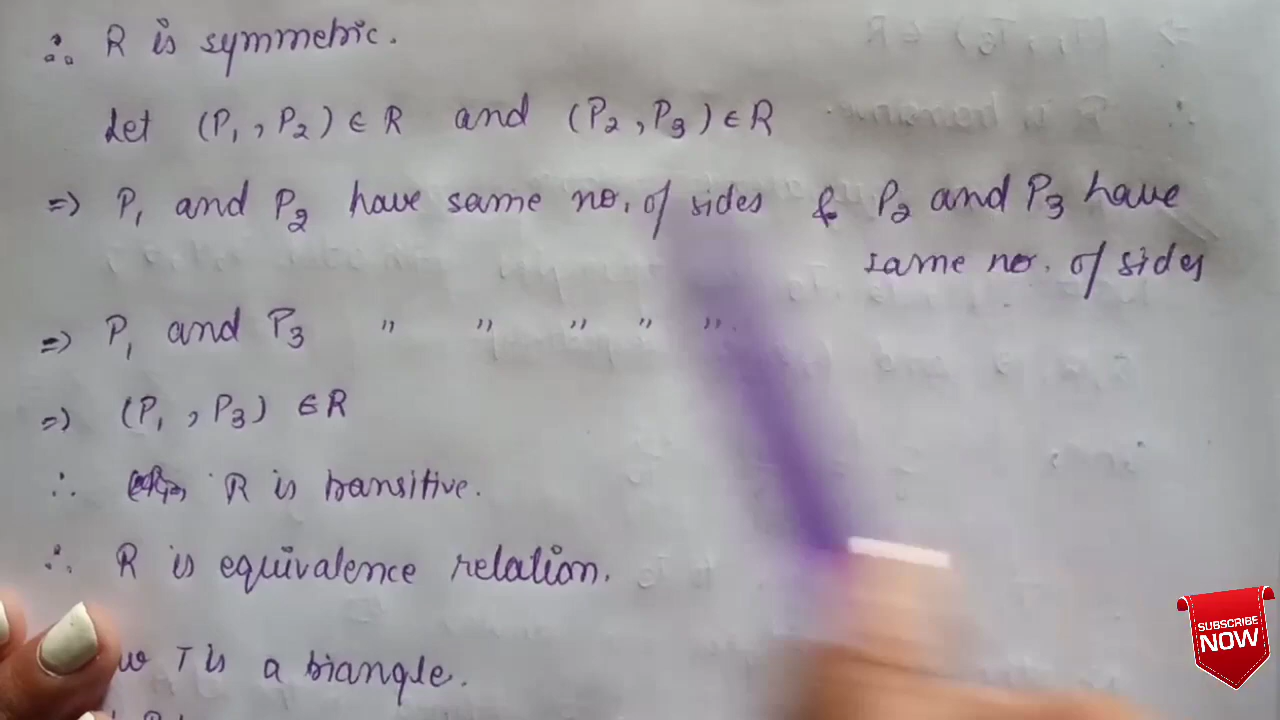 ∴ R is symmetric.
Let (P₁, P₂) ∈ R and (P₂, P₃) ∈ R
⇒ P₁ and P₂ have same no. of sides & P₂ and P₃ have
same no. of sides
⇒ P₁ and P₃ " " " " ".
⇒ (P₁, P₃) ∈ R
∴ R is transitive.
∴ R is equivalence relation.
T is a triangle.
SUBSCRIBE
NOW